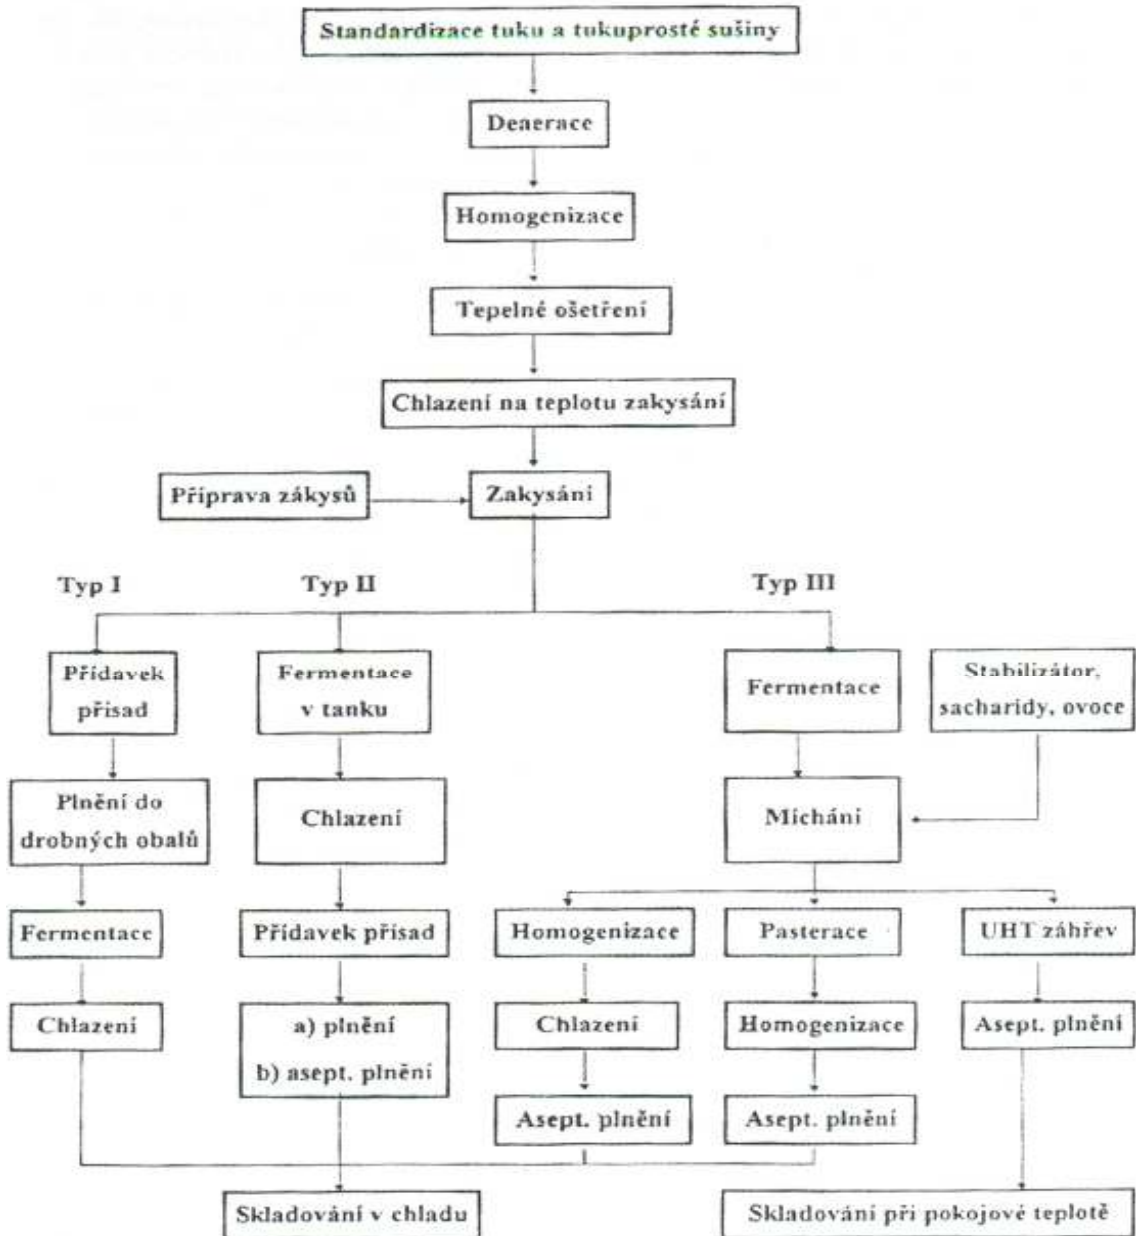 Standardizace tuku a tukuprosté sušiny
Deaerace
Homogenizace
Tepelné ošetření
Chlazení na teplotu zakysání
Příprava zákysů
Zakysání
Typ I
Typ II
Typ III
Přídavek
přísad
Fermentace
v tanku
Fermentace
Stabilizátor,
sacharidy, ovoce
Plnění do
drobných obalů
Chlazení
Míchání
Fermentace
Přídavek přísad
Homogenizace
Pasterace
UHT záhřev
Chlazení
a) plnění
b) asept. plnění
Chlazení
Homogenizace
Asept. plnění
Asept. plnění
Asept. plnění
Skladování v chladu
Skladování při pokojové teplotě